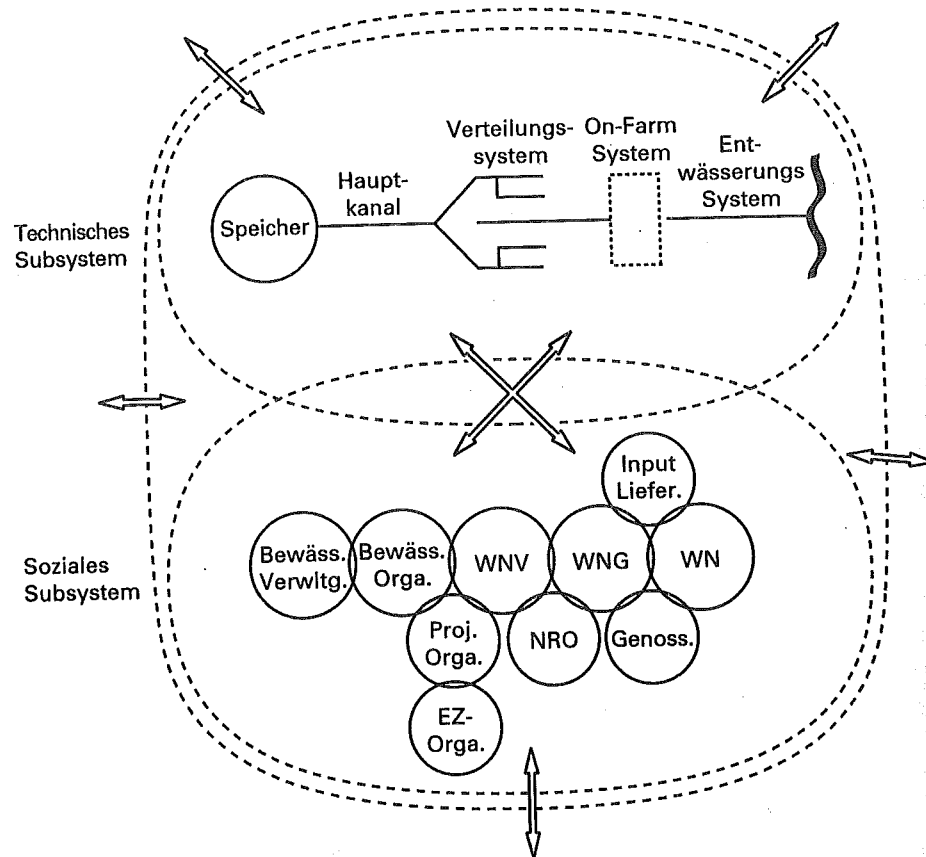 Verteilungs-
system
On-Farm
System
Ent-
wässerungs
System
Haupt-
kanal
Speicher
Technisches
Subsystem
Input
Liefer.
Soziales
Subsystem
Bewäss.
Verwltg.
Bewäss.
Orga.
WNV
WNG
WN
Proj.
Orga.
NRO
Genoss.
EZ-
Orga.